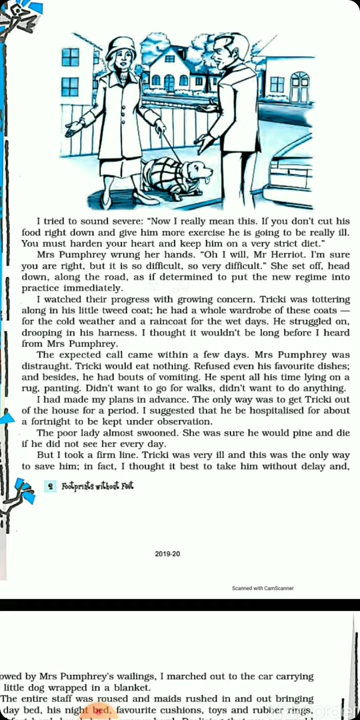 I tried to sound severe: “Now I really mean this. If you don't cut his
food right down and give him more exercise he is going to be really ill.
You must harden your heart and keep him on a very strict diet.”
Mrs Pumphrey wrung her hands. “Oh I will, Mr Herriot. I'm sure
you are right, but it is so difficult, so very difficult.” She set off, head
down, along the road, as if determined to put the new regime into
practice immediately.
I watched their progress with growing concern. Tricki was tottering
along in his little tweed coat; he had a whole wardrobe of these coats —
for the cold weather and a raincoat for the wet days. He struggled on,
drooping in his harness. I thought it wouldn't be long before I heard
from Mrs Pumphrey.
The expected call came within a few days. Mrs Pumphrey was
distraught. Tricki would eat nothing. Refused even his favourite dishes;
and besides, he had bouts of vomiting. He spent all his time lying on a
rug, panting. Didn't want to go for walks, didn't want to do anything.
I had made my plans in advance. The only way was to get Tricki out
of the house for a period. I suggested that he be hospitalised for about
a fortnight to be kept under observation.
The poor lady almost swooned. She was sure he would pine and die
if he did not see her every day.
But I took a firm line. Tricki was very ill and this was the only way
to save him; in fact, I thought it best to take him without delay and,
2 Footprints without Feet
2019-20
Scanned with CamScanner
owed by Mrs Pumphrey's wailings, I marched out to the car carrying
little dog wrapped in a blanket.
The entire staff was roused and maids rushed in and out bringing
day bed, his night bed, favourite cushions, toys and rubber rings,